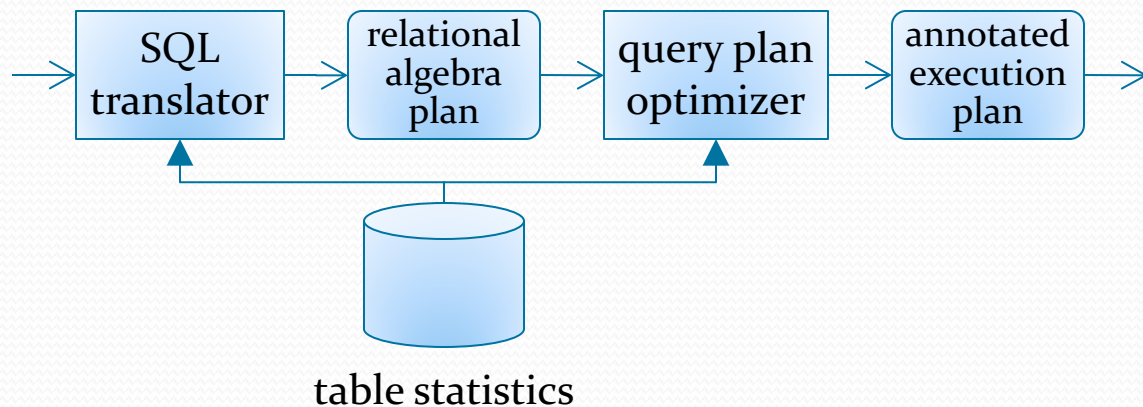 SQL
translator
relational
algebra
plan
query plan
optimizer
annotated
execution
plan
table statistics